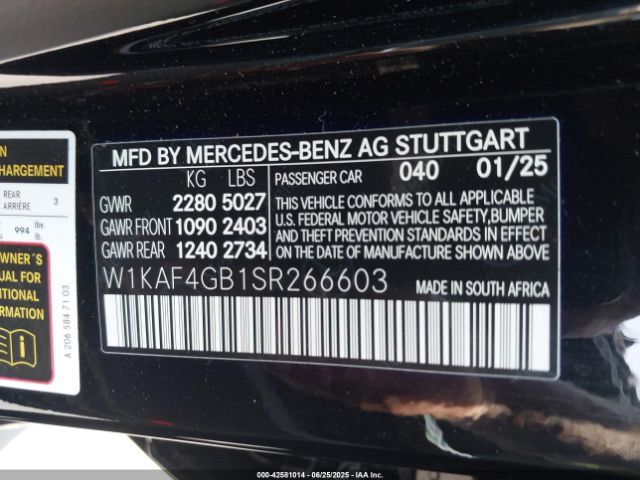 N
CHARGEMENT
REAR
ARRIÈRE 3
994 lbs.
lb.
OWNER'S
NUAL FOR
ITIONAL
RMATION
A 206 584 71 03
MFD BY MERCEDES-BENZ AG STUTTGART
KG LBS
PASSENGER CAR 040 01/25
GVWR 2280 5027
GAWR FRONT 1090 2403
GAWR REAR 1240 2734
THIS VEHICLE CONFORMS TO ALL APPLICABLE
U.S. FEDERAL MOTOR VEHICLE SAFETY,BUMPER
AND THEFT PREVENTION STANDARDS IN EFFECT
ON THE DATE OF MANUFACTURE SHOWN ABOVE
W1KAF4GB1SR266603
MADE IN SOUTH AFRICA
000-42581014 - 06/25/2025 - IAA Inc.